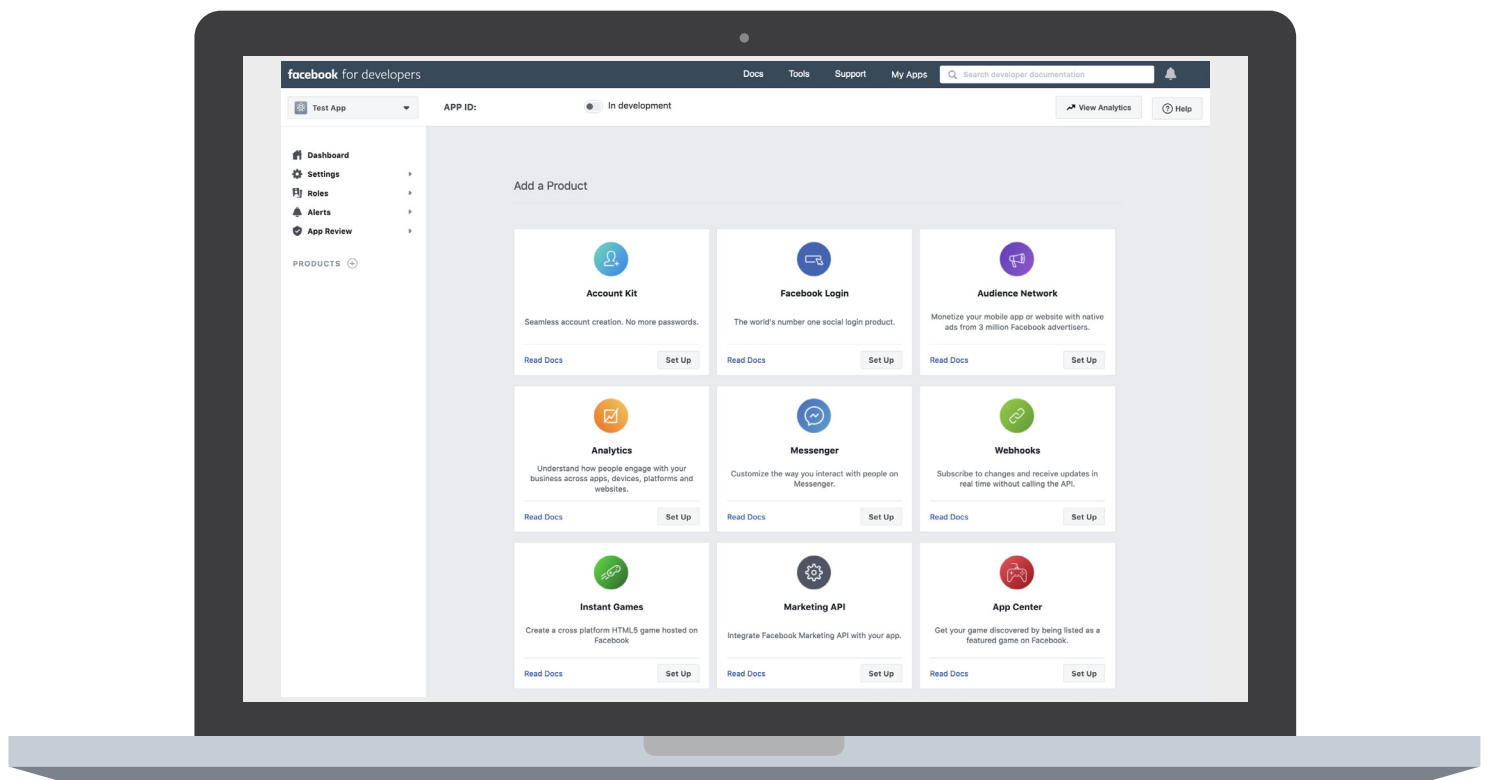 facebook for developers
Docs Tools Support My Apps Search developer documentation
Test App APP ID: In development View Analytics Help
Dashboard
Settings
Roles
Alerts
App Review
PRODUCTS
Add a Product
Account Kit
Seamless account creation. No more passwords.
Read Docs Set Up
Facebook Login
The world's number one social login product.
Read Docs Set Up
Audience Network
Monetize your mobile app or website with native
ads from 3 million Facebook advertisers.
Read Docs Set Up
Analytics
Understand how people engage with your
business across apps, devices, platforms and
websites.
Read Docs Set Up
Messenger
Customize the way you interact with people on
Messenger.
Read Docs Set Up
Webhooks
Subscribe to changes and receive updates in
real time without calling the API.
Read Docs Set Up
Instant Games
Create a cross platform HTML5 game hosted on
Facebook
Read Docs Set Up
Marketing API
Integrate Facebook Marketing API with your app.
Read Docs Set Up
App Center
Get your game discovered by being listed as a
featured game on Facebook.
Read Docs Set Up